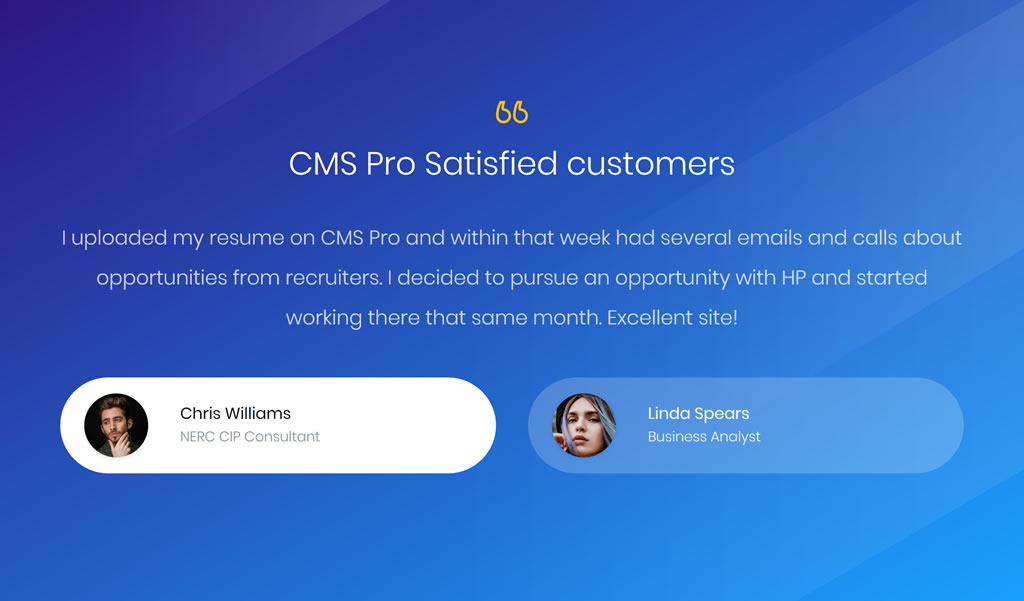 CMS Pro Satisfied customers
I uploaded my resume on CMS Pro and within that week had several emails and calls about
opportunities from recruiters. I decided to pursue an opportunity with HP and started
working there that same month. Excellent site!
Chris Williams
NERC CIP Consultant
Linda Spears
Business Analyst